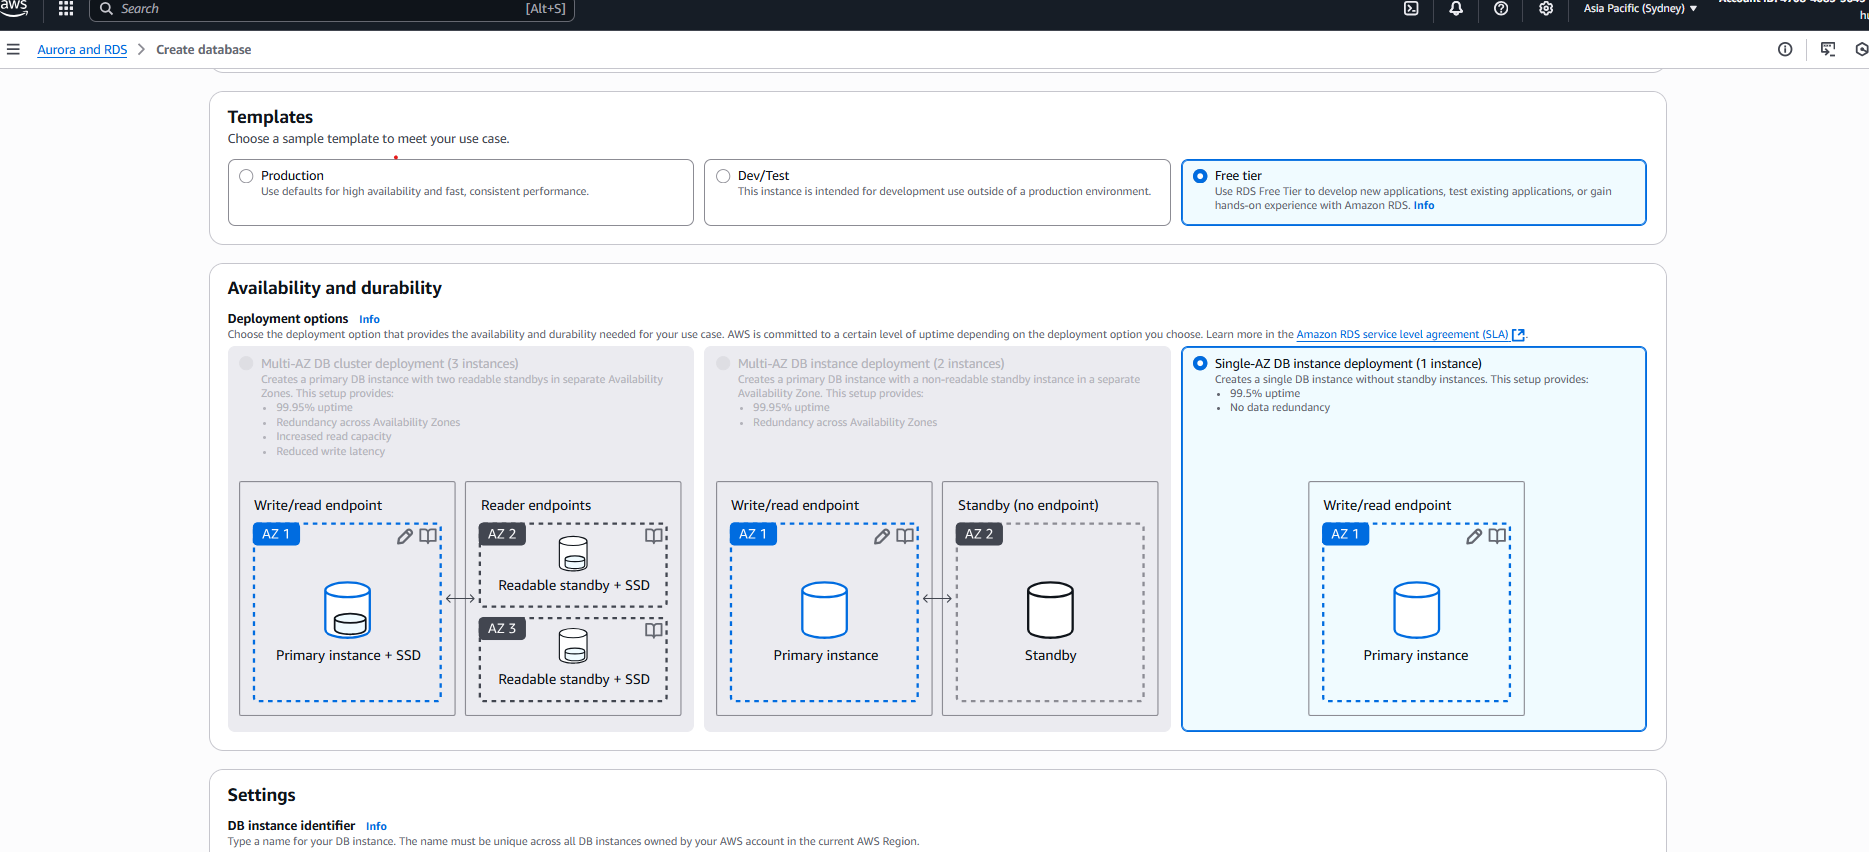 aws
Search
[Alt+S]
Asia Pacific (Sydney)
Aurora and RDS
Create database
Templates
Choose a sample template to meet your use case.
Production
Use defaults for high availability and fast, consistent performance.
Dev/Test
This instance is intended for development use outside of a production environment.
Free tier
Use RDS Free Tier to develop new applications, test existing applications, or gain
hands-on experience with Amazon RDS. Info
Availability and durability
Deployment options Info
Choose the deployment option that provides the availability and durability needed for your use case. AWS is committed to a certain level of uptime depending on the deployment option you choose. Learn more in the Amazon RDS service level agreement (SLA).
Multi-AZ DB cluster deployment (3 instances)
Creates a primary DB instance with two readable standbys in separate Availability
Zones. This setup provides:
• 99.95% uptime
• Redundancy across Availability Zones
• Increased read capacity
• Reduced write latency
Write/read endpoint
AZ 1
Primary instance + SSD
Reader endpoints
AZ 2
Readable standby + SSD
AZ 3
Readable standby + SSD
Multi-AZ DB instance deployment (2 instances)
Creates a primary DB instance with a non-readable standby instance in a separate
Availability Zone. This setup provides:
• 99.95% uptime
• Redundancy across Availability Zones
Write/read endpoint
AZ 1
Primary instance
Standby (no endpoint)
AZ 2
Standby
Single-AZ DB instance deployment (1 instance)
Creates a single DB instance without standby instances. This setup provides:
• 99.5% uptime
• No data redundancy
Write/read endpoint
AZ 1
Primary instance
Settings
DB instance identifier Info
Type a name for your DB instance. The name must be unique across all DB instances owned by your AWS account in the current AWS Region.